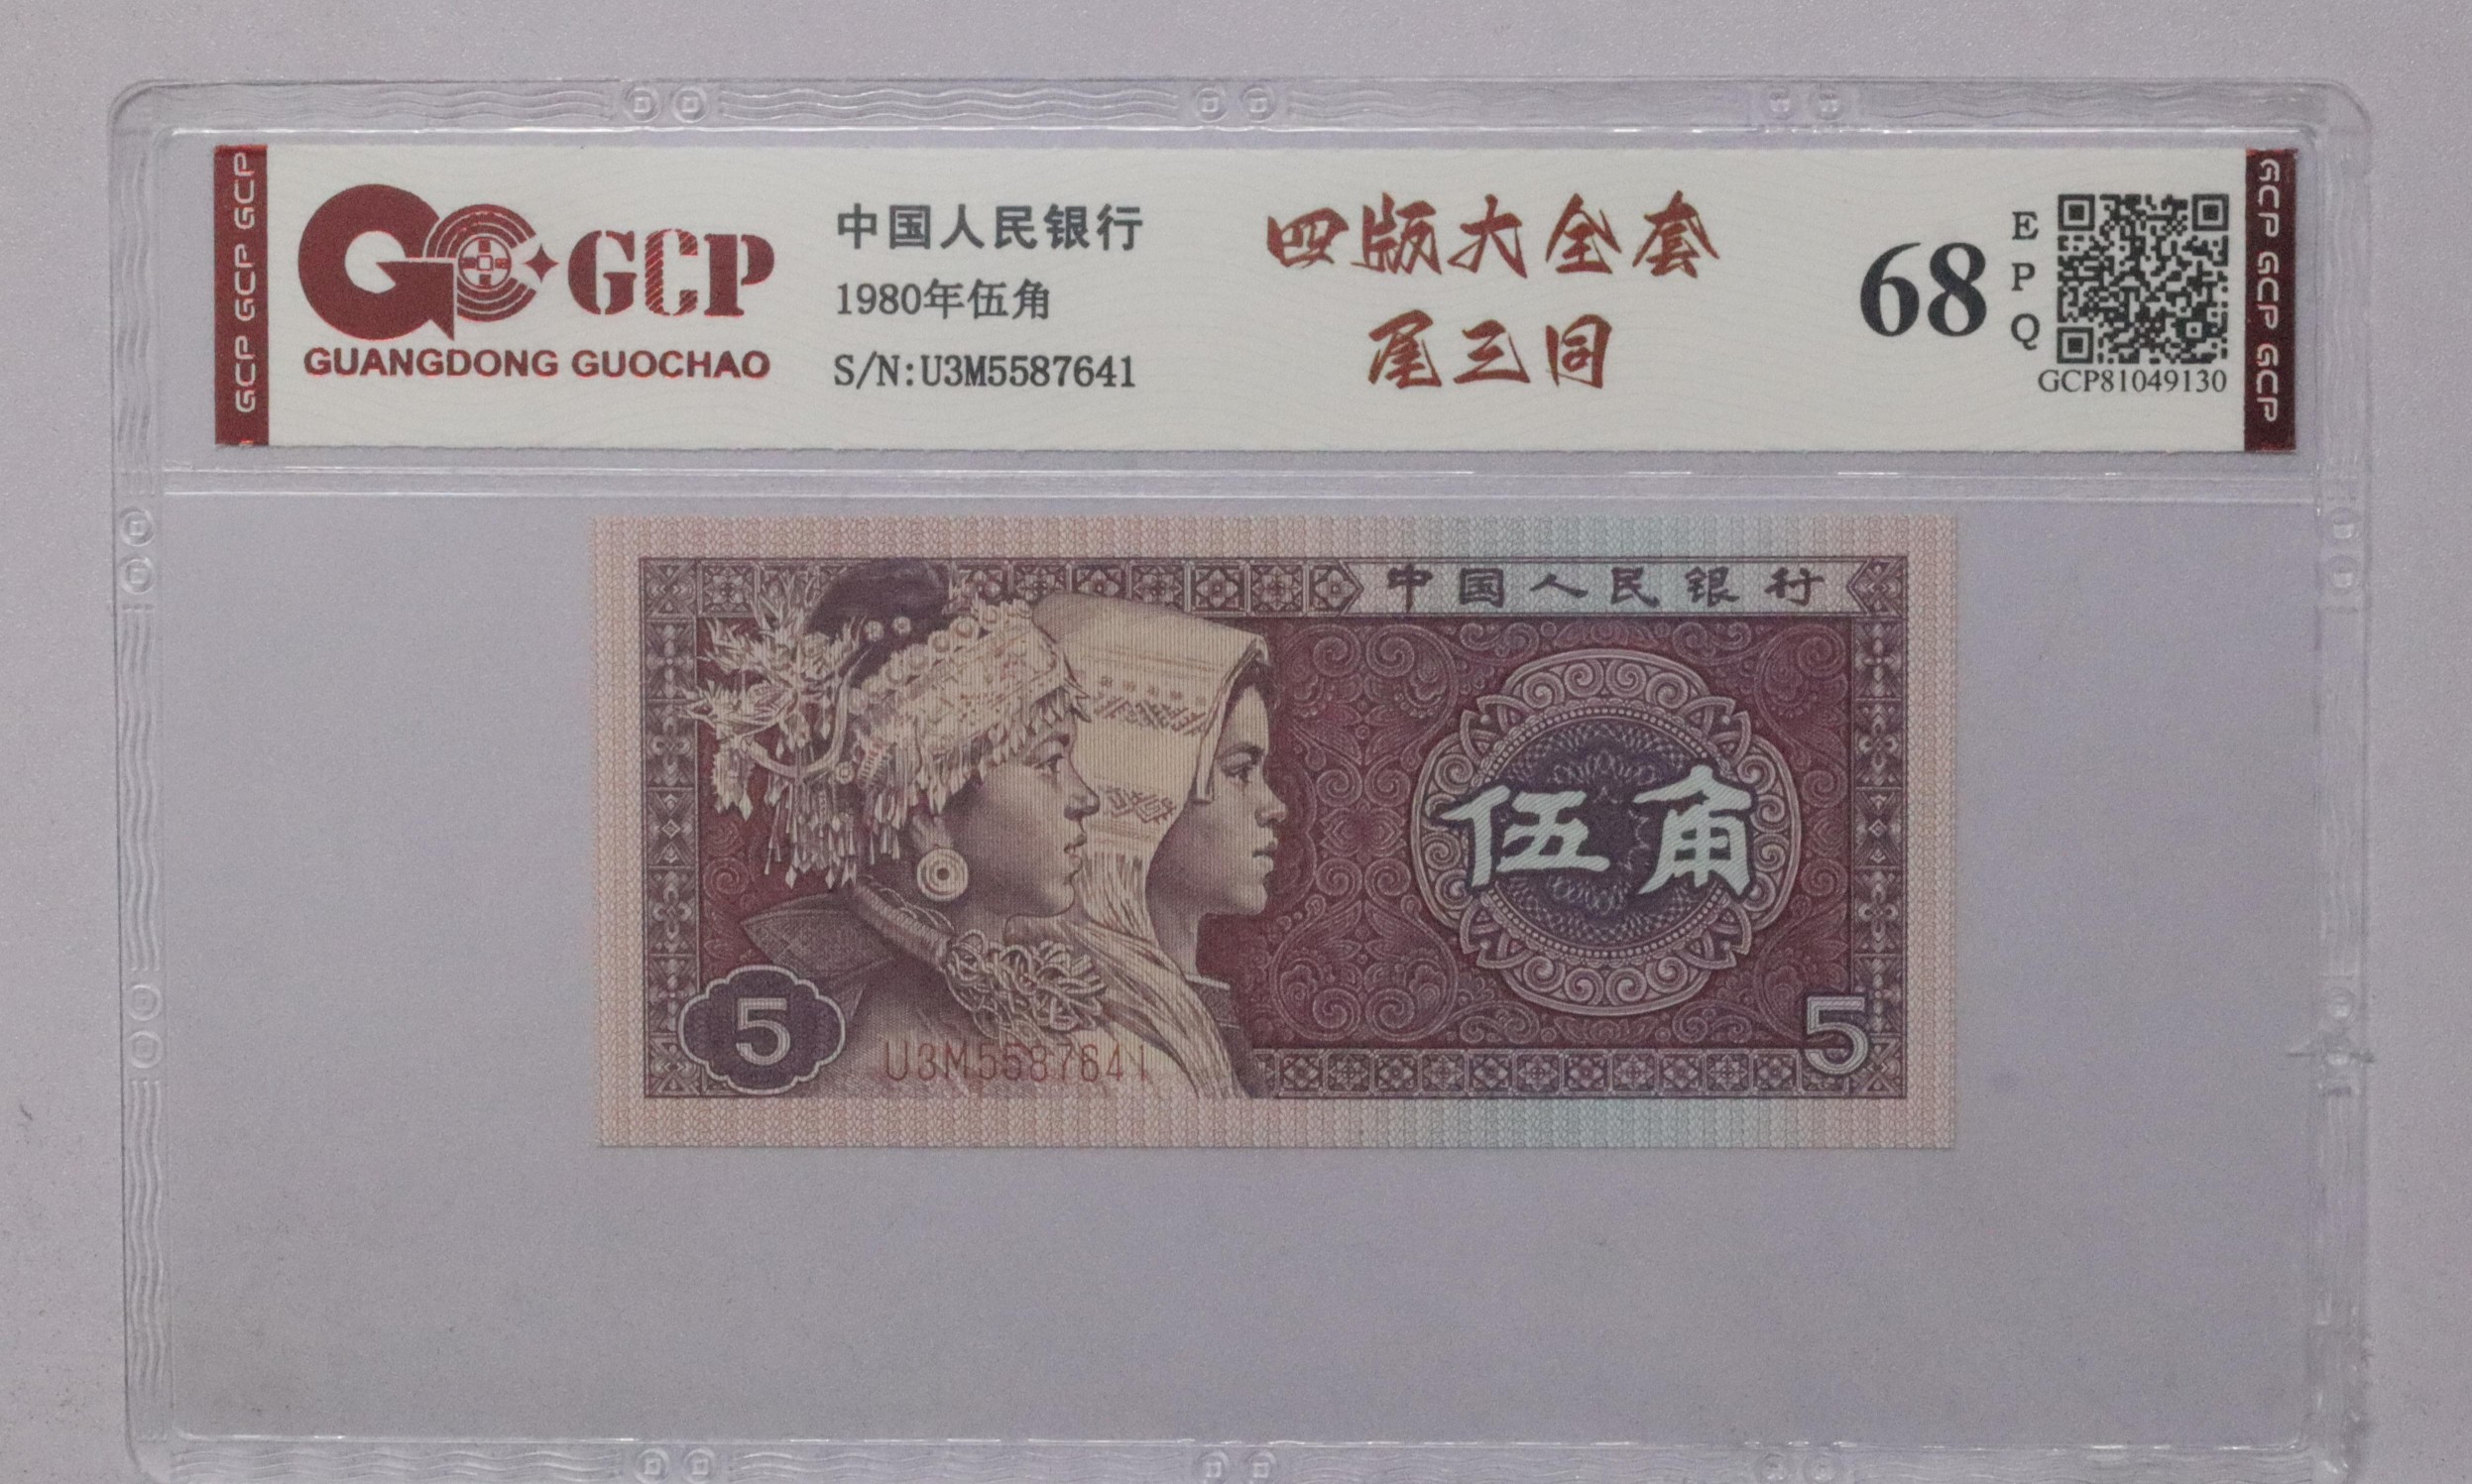 GCP GCP GCP
GCP
GUANGDONG GUOCHAO
中国人民银行
1980年伍角
S/N:U3M5587641
四版大全套
尾三同
68
EPQ
GCP81049130
GCP GCP GCP
中国人民银行
伍角
5
U3M5587641
5